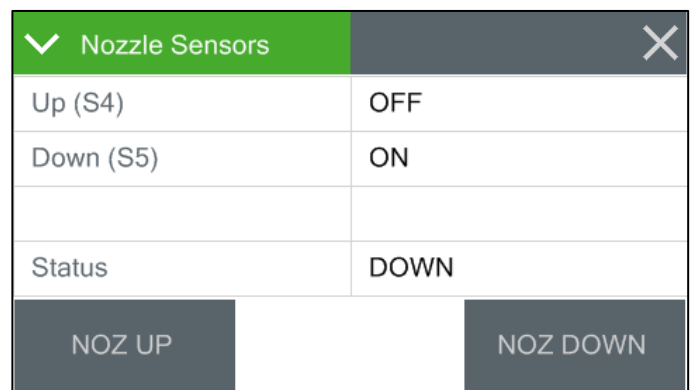 Nozzle Sensors
Up (S4) OFF
Down (S5) ON
Status DOWN
NOZ UP NOZ DOWN